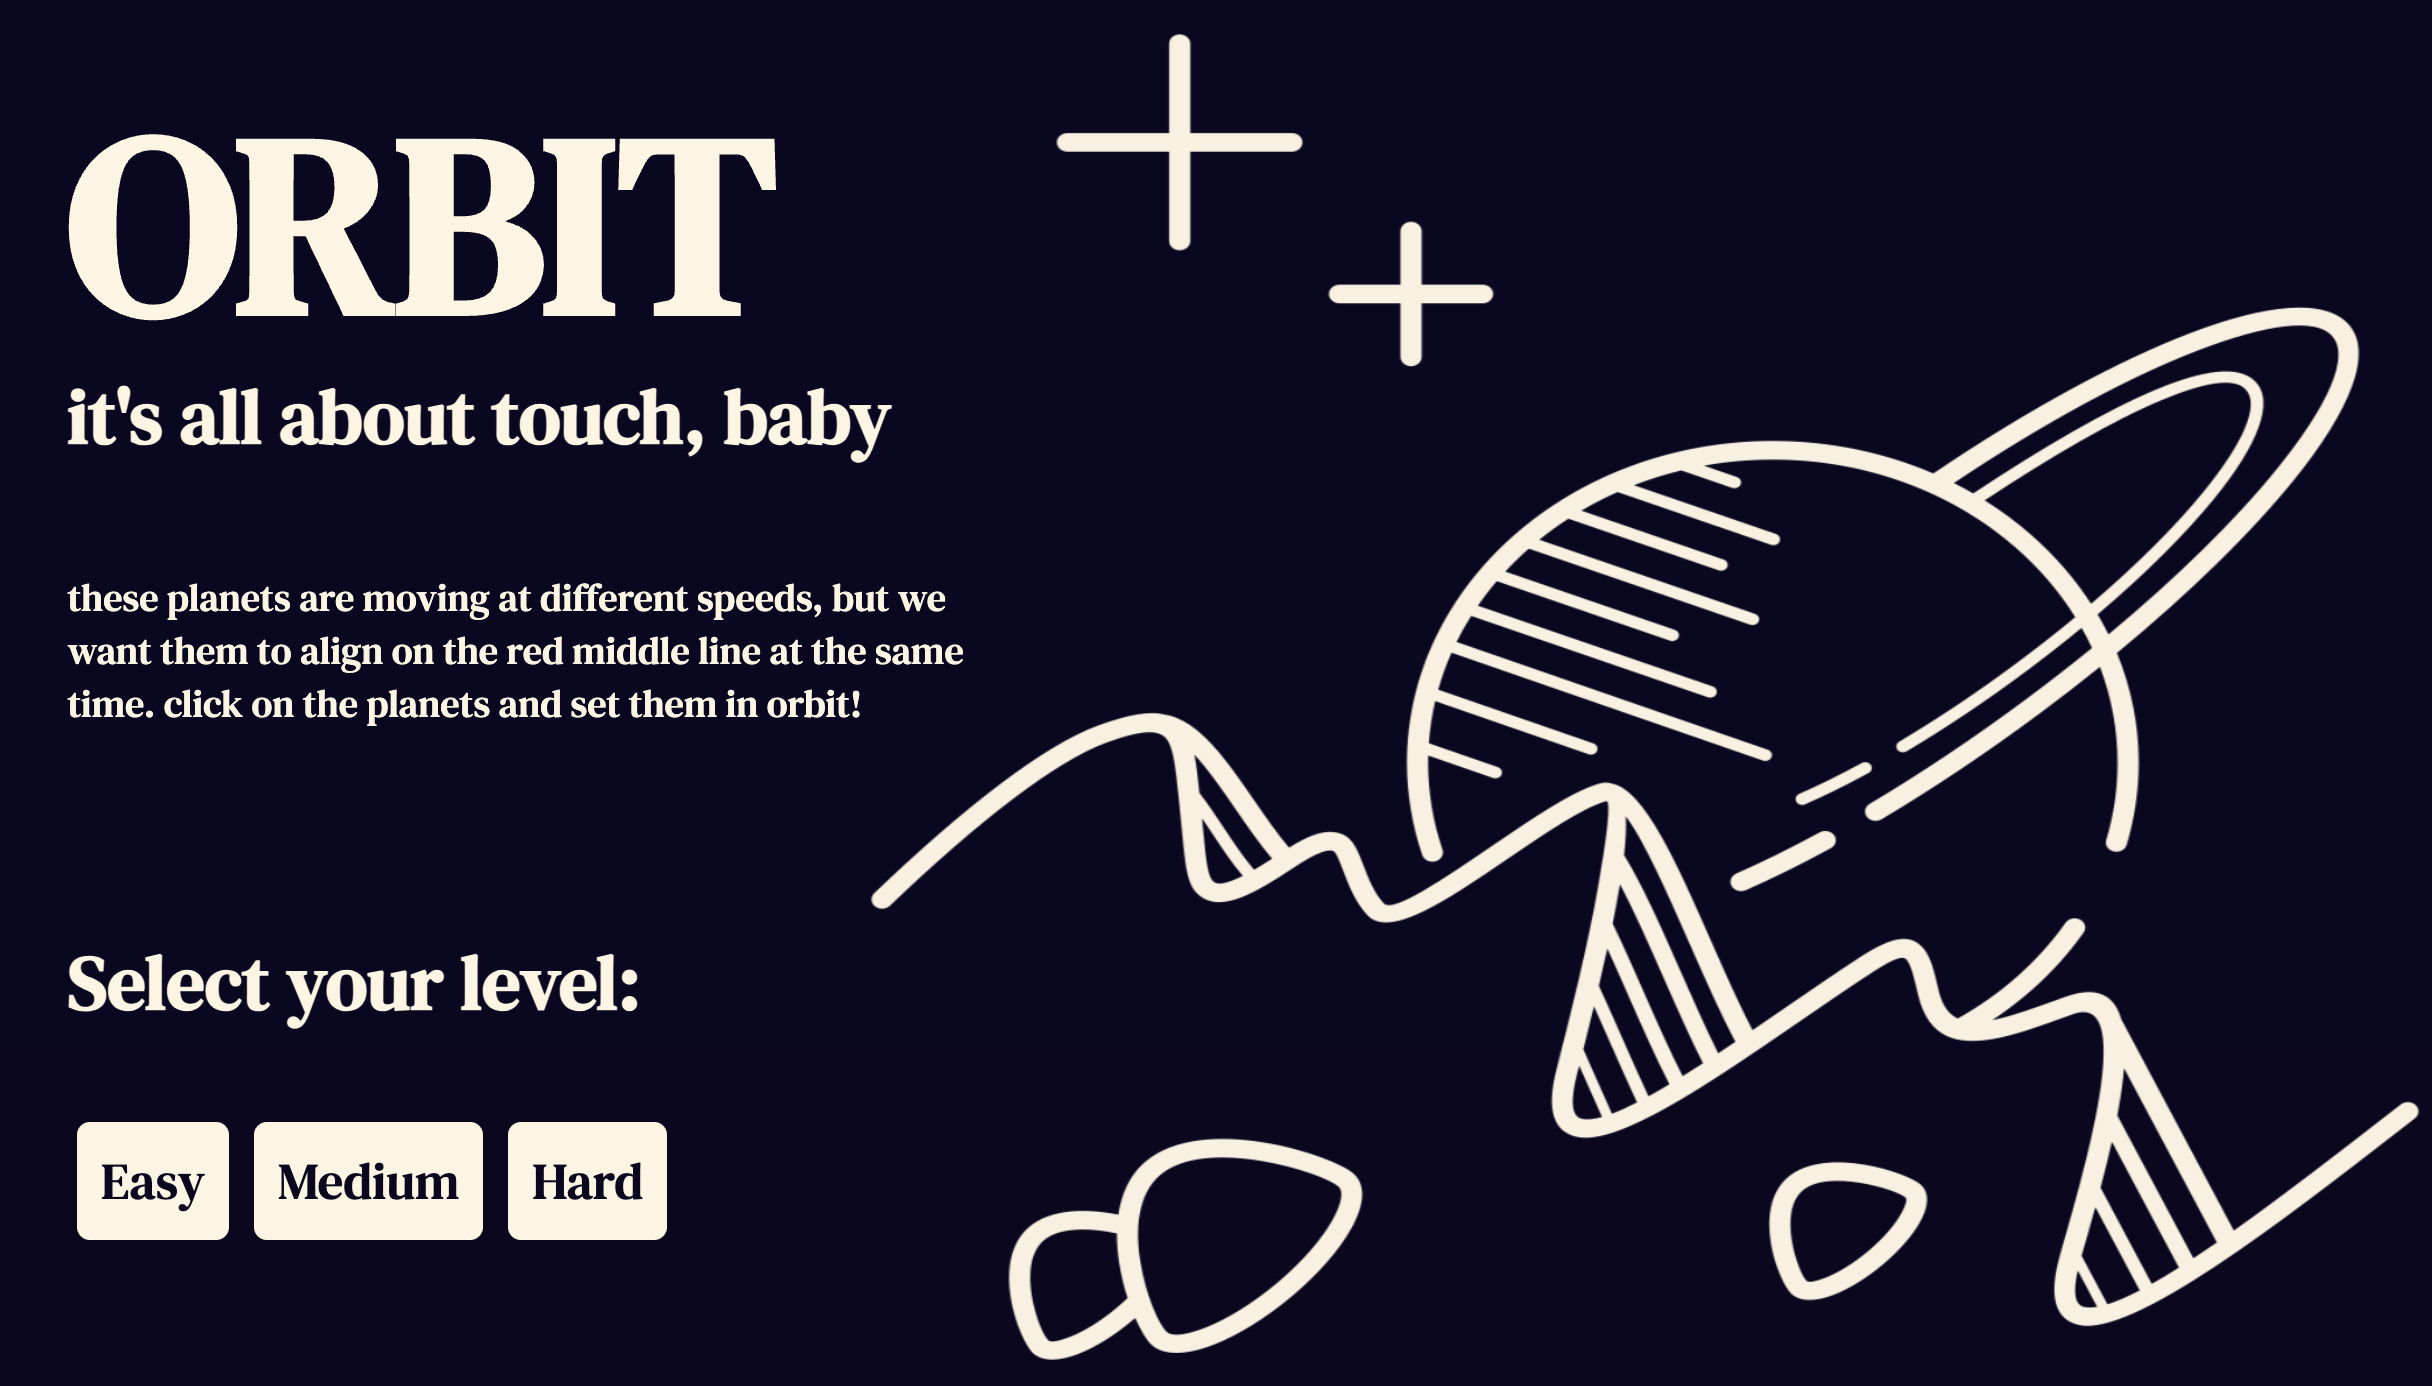 ORBIT
it's all about touch, baby
these planets are moving at different speeds, but we
want them to align on the red middle line at the same
time. click on the planets and set them in orbit!
Select your level:
Easy Medium Hard